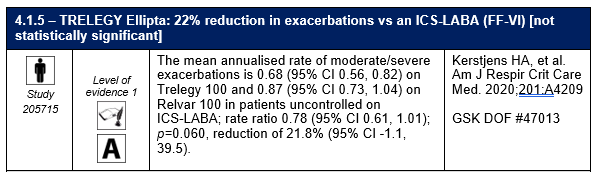 4.1.5 – TRELEGY Ellipta: 22% reduction in exacerbations vs an ICS-LABA (FF-VI) [not
statistically significant]
Study
205715
Level of
evidence 1
A
The mean annualised rate of moderate/severe
exacerbations is 0.68 (95% CI 0.56, 0.82) on
Trelegy 100 and 0.87 (95% CI 0.73, 1.04) on
Relvar 100 in patients uncontrolled on
ICS-LABA; rate ratio 0.78 (95% CI 0.61, 1.01);
p=0.060, reduction of 21.8% (95% CI -1.1,
39.5).
Kerstjens HA, et al.
Am J Respir Crit Care
Med. 2020;201:A4209
GSK DOF #47013